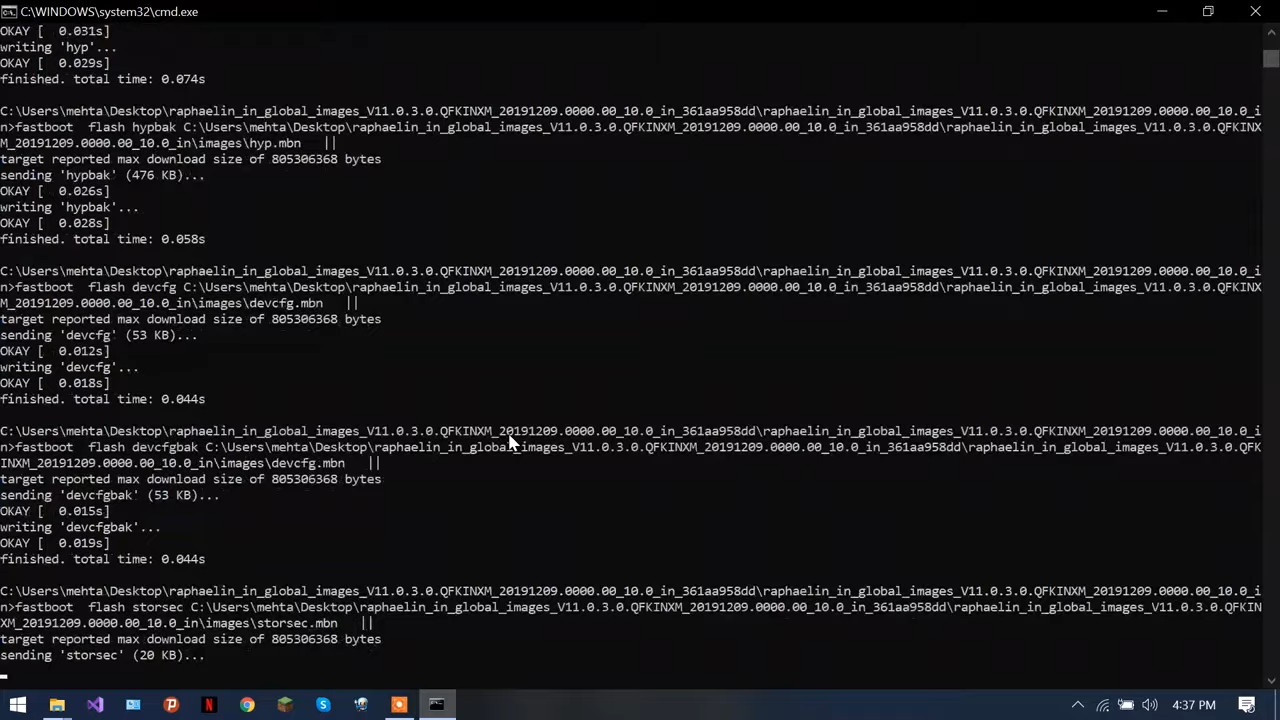 C:\WINDOWS\system32\cmd.exe
OKAY [  0.031s]
writing 'hyp'...
OKAY [  0.029s]
finished. total time: 0.074s
C:\Users\mehta\Desktop\raphaelin_in_global_images_V11.0.3.0.QFKINXM_20191209.0000.00_10.0_in_361aa958dd\raphaelin_in_global_images_V11.0.3.0.QFKINXM_20191209.0000.00_10.0_i
n>fastboot  flash hypbak C:\Users\mehta\Desktop\raphaelin_in_global_images_V11.0.3.0.QFKINXM_20191209.0000.00_10.0_in_361aa958dd\raphaelin_in_global_images_V11.0.3.0.QFKINX
M_20191209.0000.00_10.0_in\images\hyp.mbn   ||
target reported max download size of 805306368 bytes
sending 'hypbak' (476 KB)...
OKAY [  0.026s]
writing 'hypbak'...
OKAY [  0.028s]
finished. total time: 0.058s
C:\Users\mehta\Desktop\raphaelin_in_global_images_V11.0.3.0.QFKINXM_20191209.0000.00_10.0_in_361aa958dd\raphaelin_in_global_images_V11.0.3.0.QFKINXM_20191209.0000.00_10.0_i
n>fastboot  flash devcfg C:\Users\mehta\Desktop\raphaelin_in_global_images_V11.0.3.0.QFKINXM_20191209.0000.00_10.0_in_361aa958dd\raphaelin_in_global_images_V11.0.3.0.QFKINX
M_20191209.0000.00_10.0_in\images\devcfg.mbn   ||
target reported max download size of 805306368 bytes
sending 'devcfg' (53 KB)...
OKAY [  0.012s]
writing 'devcfg'...
OKAY [  0.018s]
finished. total time: 0.044s
C:\Users\mehta\Desktop\raphaelin_in_global_images_V11.0.3.0.QFKINXM_20191209.0000.00_10.0_in_361aa958dd\raphaelin_in_global_images_V11.0.3.0.QFKINXM_20191209.0000.00_10.0_i
n>fastboot  flash devcfgbak C:\Users\mehta\Desktop\raphaelin_in_global_images_V11.0.3.0.QFKINXM_20191209.0000.00_10.0_in_361aa958dd\raphaelin_in_global_images_V11.0.3.0.QFK
INXM_20191209.0000.00_10.0_in\images\devcfg.mbn   ||
target reported max download size of 805306368 bytes
sending 'devcfgbak' (53 KB)...
OKAY [  0.015s]
writing 'devcfgbak'...
OKAY [  0.019s]
finished. total time: 0.044s
C:\Users\mehta\Desktop\raphaelin_in_global_images_V11.0.3.0.QFKINXM_20191209.0000.00_10.0_in_361aa958dd\raphaelin_in_global_images_V11.0.3.0.QFKINXM_20191209.0000.00_10.0_i
n>fastboot  flash storsec C:\Users\mehta\Desktop\raphaelin_in_global_images_V11.0.3.0.QFKINXM_20191209.0000.00_10.0_in_361aa958dd\raphaelin_in_global_images_V11.0.3.0.QFKIN
XM_20191209.0000.00_10.0_in\images\storsec.mbn   ||
target reported max download size of 805306368 bytes
sending 'storsec' (20 KB)...
4:37 PM